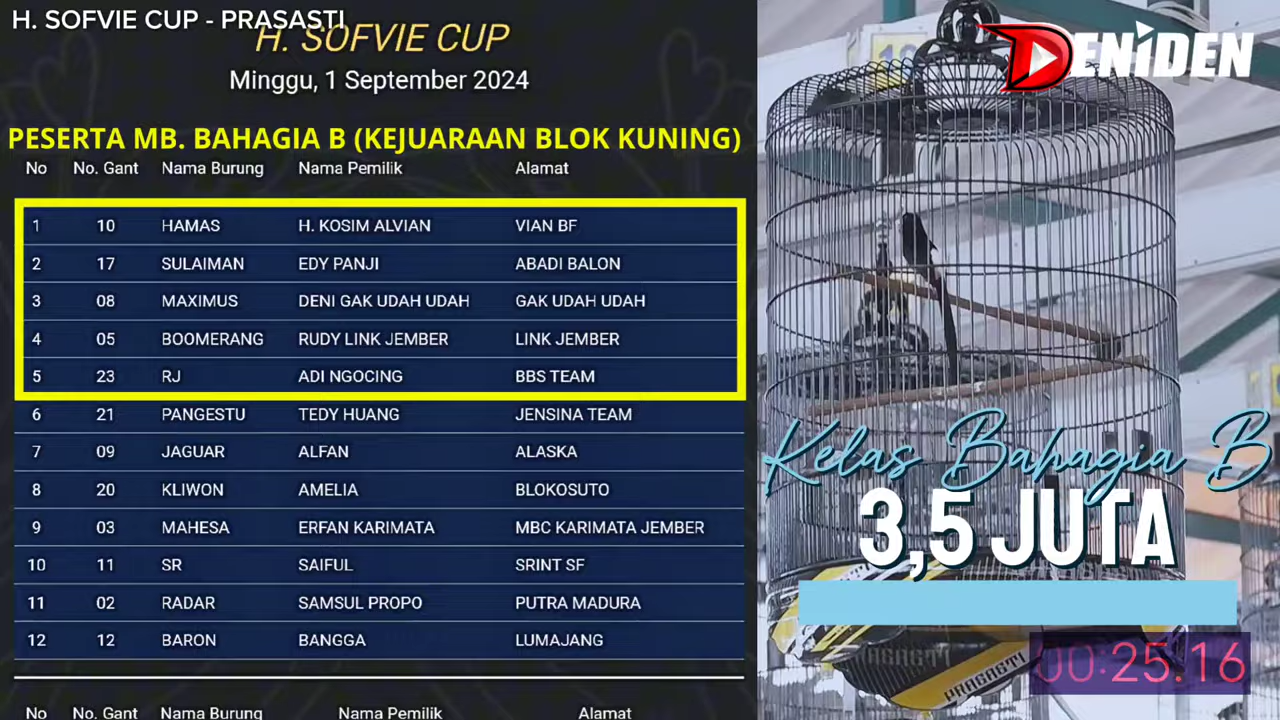 H. SOFVIE CUP - PRASASTI
H. SOFVIE CUP
Minggu, 1 September 2024
PESERTA MB. BAHAGIA B (KEJUARAAN BLOK KUNING)
No No. Gant Nama Burung Nama Pemilik Alamat
1 10 HAMAS H. KOSIM ALVIAN VIAN BF
2 17 SULAIMAN EDY PANJI ABADI BALON
3 08 MAXIMUS DENI GAK UDAH UDAH GAK UDAH UDAH
4 05 BOOMERANG RUDY LINK JEMBER LINK JEMBER
5 23 RJ ADI NGOCING BBS TEAM
6 21 PANGESTU TEDY HUANG JENSINA TEAM
7 09 JAGUAR ALFAN ALASKA
8 20 KLIWON AMELIA BLOKOSUTO
9 03 MAHESA ERFAN KARIMATA MBC KARIMATA JEMBER
10 11 SR SAIFUL SRINT SF
11 02 RADAR SAMSUL PROPO PUTRA MADURA
12 12 BARON BANGGA LUMAJANG
No No. Gant Nama Burung Nama Pemilik Alamat
DENiDEN
Kelas Bahagia B
3,5 JUTA
00:25.16
PRAGASTI
PRAGASTI